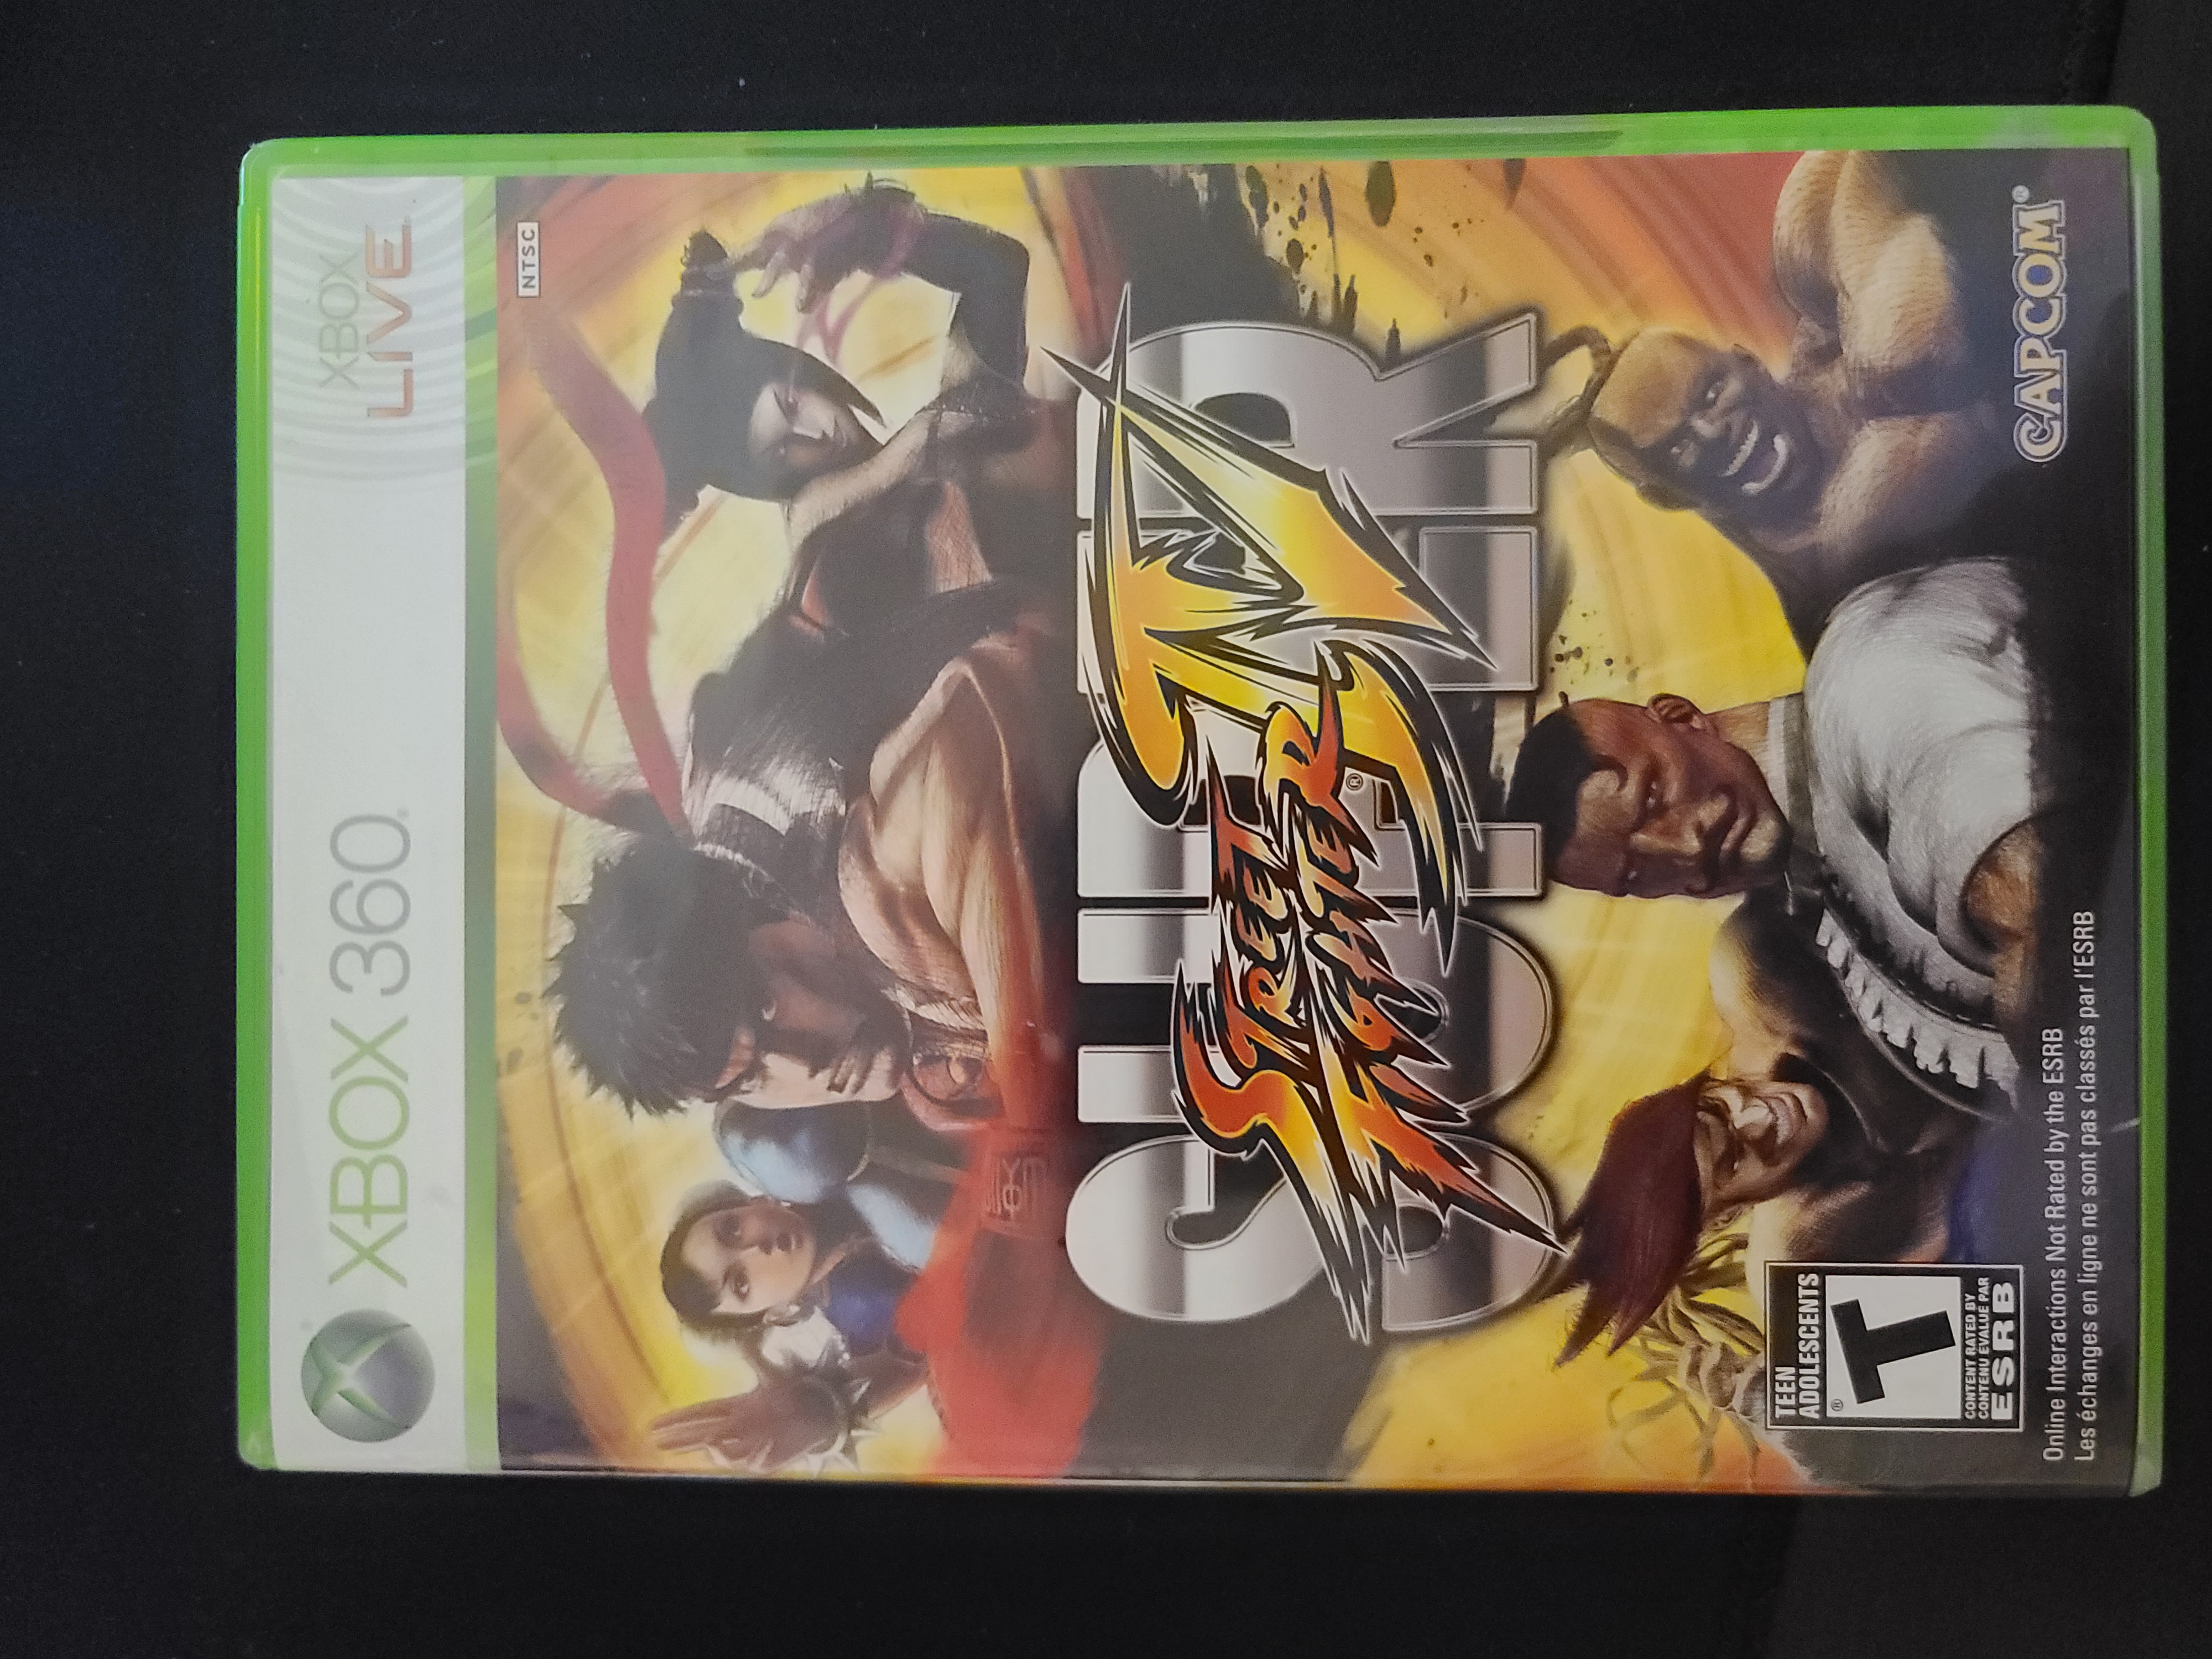 XBOX 360
XBOX
LIVE
NTSC
SUPER
STREET
FIGHTER IV
TEEN
ADOLESCENTS
T
CONTENT RATED BY
CONTENU ÉVALUÉ PAR
ESRB
CAPCOM
Online Interactions Not Rated by the ESRB
Les échanges en ligne ne sont pas classés par l'ESRB